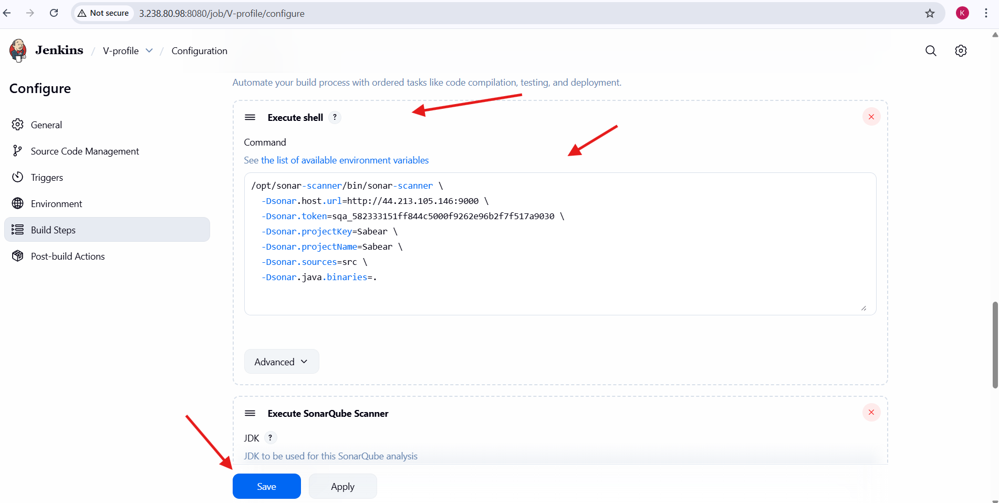 Not secure 3.238.80.98:8080/job/V-profile/configure K
Jenkins / V-profile / Configuration
Configure
General
Source Code Management
Triggers
Environment
Build Steps
Post-build Actions
Automate your build process with ordered tasks like code compilation, testing, and deployment.
Execute shell ?
Command
See the list of available environment variables
/opt/sonar-scanner/bin/sonar-scanner \
-Dsonar.host.url=http://44.213.105.146:9000 \
-Dsonar.token=sqa_582333151ff844c5000f9262e96b2f7f517a9030 \
-Dsonar.projectKey=Sabear \
-Dsonar.projectName=Sabear \
-Dsonar.sources=src \
-Dsonar.java.binaries=.
Advanced
Execute SonarQube Scanner
JDK ?
JDK to be used for this SonarQube analysis
Save Apply